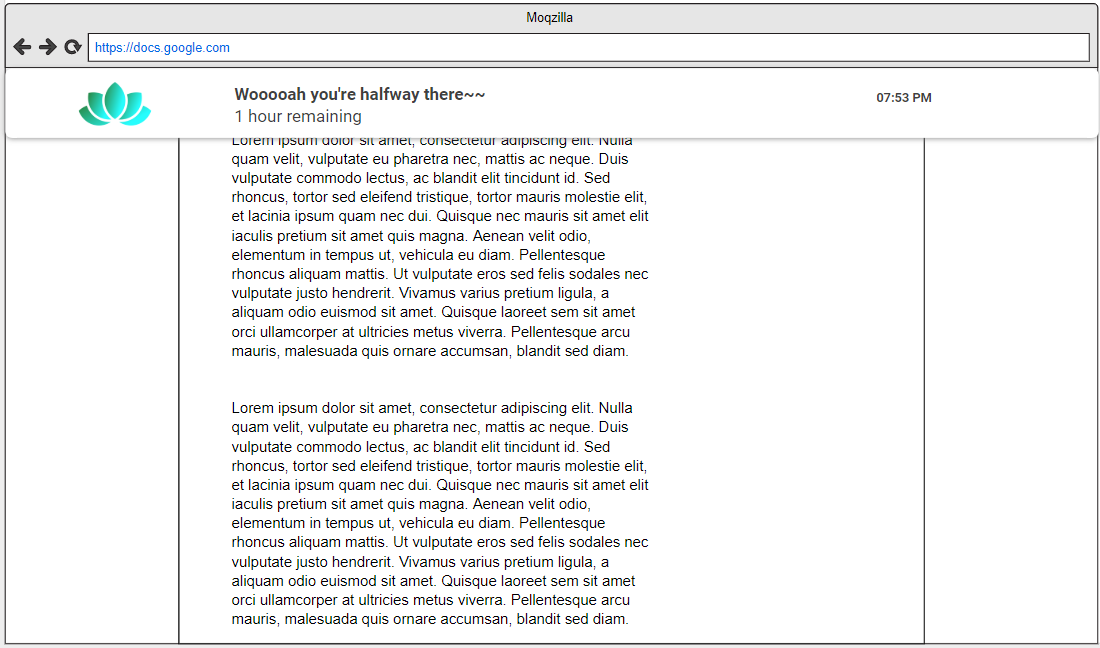 Moqzilla
https://docs.google.com
Wooooah you're halfway there~~
07:53 PM
1 hour remaining
Lorem ipsum dolor sit amet, consectetur adipiscing elit. Nulla
quam velit, vulputate eu pharetra nec, mattis ac neque. Duis
vulputate commodo lectus, ac blandit elit tincidunt id. Sed
rhoncus, tortor sed eleifend tristique, tortor mauris molestie elit,
et lacinia ipsum quam nec dui. Quisque nec mauris sit amet elit
iaculis pretium sit amet quis magna. Aenean velit odio,
elementum in tempus ut, vehicula eu diam. Pellentesque
rhoncus aliquam mattis. Ut vulputate eros sed felis sodales nec
vulputate justo hendrerit. Vivamus varius pretium ligula, a
aliquam odio euismod sit amet. Quisque laoreet sem sit amet
orci ullamcorper at ultricies metus viverra. Pellentesque arcu
mauris, malesuada quis ornare accumsan, blandit sed diam.
Lorem ipsum dolor sit amet, consectetur adipiscing elit. Nulla
quam velit, vulputate eu pharetra nec, mattis ac neque. Duis
vulputate commodo lectus, ac blandit elit tincidunt id. Sed
rhoncus, tortor sed eleifend tristique, tortor mauris molestie elit,
et lacinia ipsum quam nec dui. Quisque nec mauris sit amet elit
iaculis pretium sit amet quis magna. Aenean velit odio,
elementum in tempus ut, vehicula eu diam. Pellentesque
rhoncus aliquam mattis. Ut vulputate eros sed felis sodales nec
vulputate justo hendrerit. Vivamus varius pretium ligula, a
aliquam odio euismod sit amet. Quisque laoreet sem sit amet
orci ullamcorper at ultricies metus viverra. Pellentesque arcu
mauris, malesuada quis ornare accumsan, blandit sed diam.